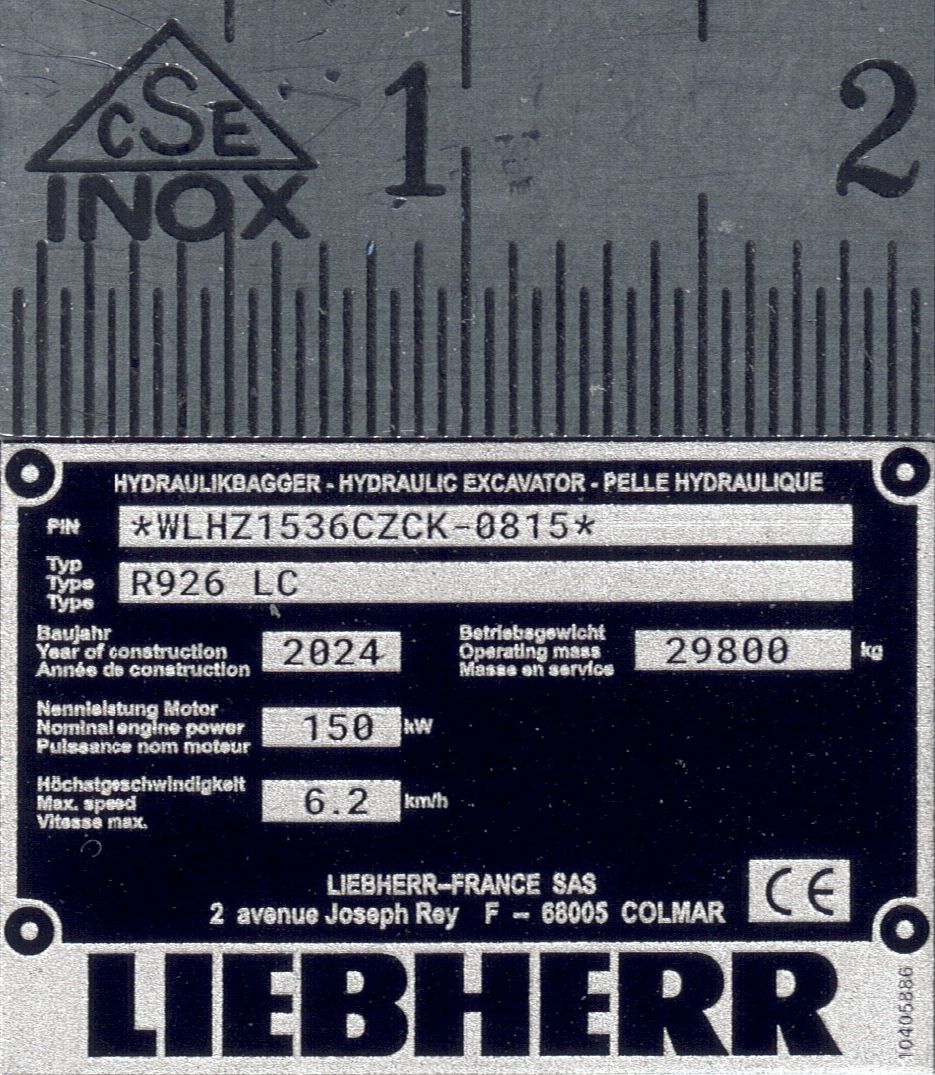 CSE
INOX
1 2
HYDRAULIKBAGGER - HYDRAULIC EXCAVATOR - PELLE HYDRAULIQUE
PIN *WLHZ1536CZCK-0815*
Typ
Type R926 LC
Type
Baujahr
Year of construction 2024
Année de construction
Betriebsgewicht
Operating mass 29800 kg
Masse en service
Nennleistung Motor
Nominal engine power 150 kW
Puissance nom moteur
Höchstgeschwindigkeit
Max. speed 6.2 km/h
Vitesse max.
LIEBHERR-FRANCE SAS
2 avenue Joseph Rey F - 68005 COLMAR
CE
LIEBHERR
10405886